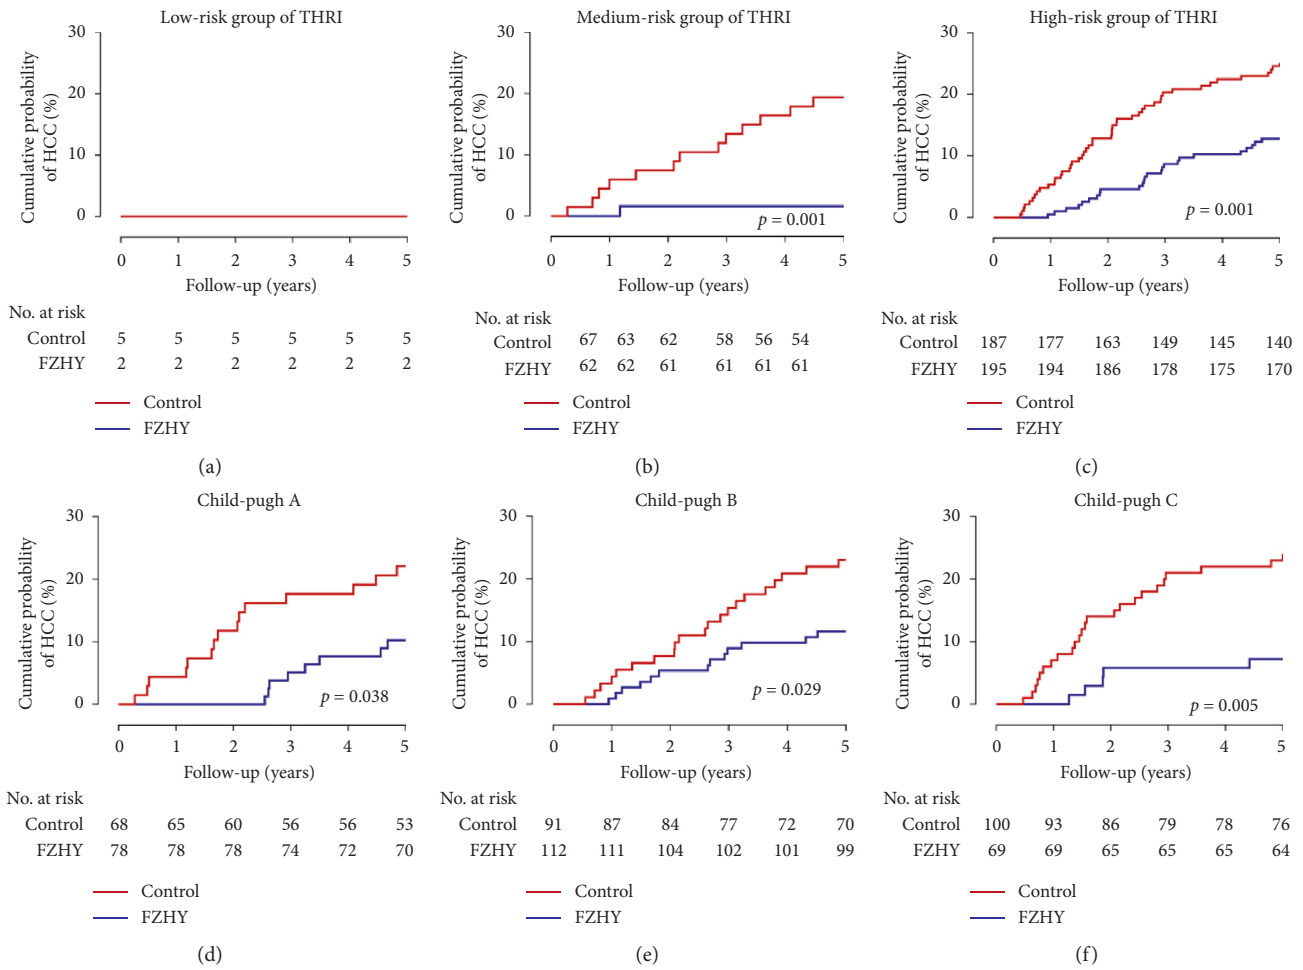 Low-risk group of THRI
Cumulative probability
of HCC (%)
30
20
10
0
0 1 2 3 4 5
Follow-up (years)
No. at risk
Control 5 5 5 5 5 5
FZHY 2 2 2 2 2 2
Control
FZHY
(a)
Medium-risk group of THRI
Cumulative probability
of HCC (%)
30
20
10
0
p = 0.001
0 1 2 3 4 5
Follow-up (years)
No. at risk
Control 67 63 62 58 56 54
FZHY 62 62 61 61 61 61
Control
FZHY
(b)
High-risk group of THRI
Cumulative probability
of HCC (%)
30
20
10
0
p = 0.001
0 1 2 3 4 5
Follow-up (years)
No. at risk
Control 187 177 163 149 145 140
FZHY 195 194 186 178 175 170
Control
FZHY
(c)
Child-pugh A
Cumulative probability
of HCC (%)
30
20
10
0
p = 0.038
0 1 2 3 4 5
Follow-up (years)
No. at risk
Control 68 65 60 56 56 53
FZHY 78 78 78 74 72 70
Control
FZHY
(d)
Child-pugh B
Cumulative probability
of HCC (%)
30
20
10
0
p = 0.029
0 1 2 3 4 5
Follow-up (years)
No. at risk
Control 91 87 84 77 72 70
FZHY 112 111 104 102 101 99
Control
FZHY
(e)
Child-pugh C
Cumulative probability
of HCC (%)
30
20
10
0
p = 0.005
0 1 2 3 4 5
Follow-up (years)
No. at risk
Control 100 93 86 79 78 76
FZHY 69 69 65 65 65 64
Control
FZHY
(f)